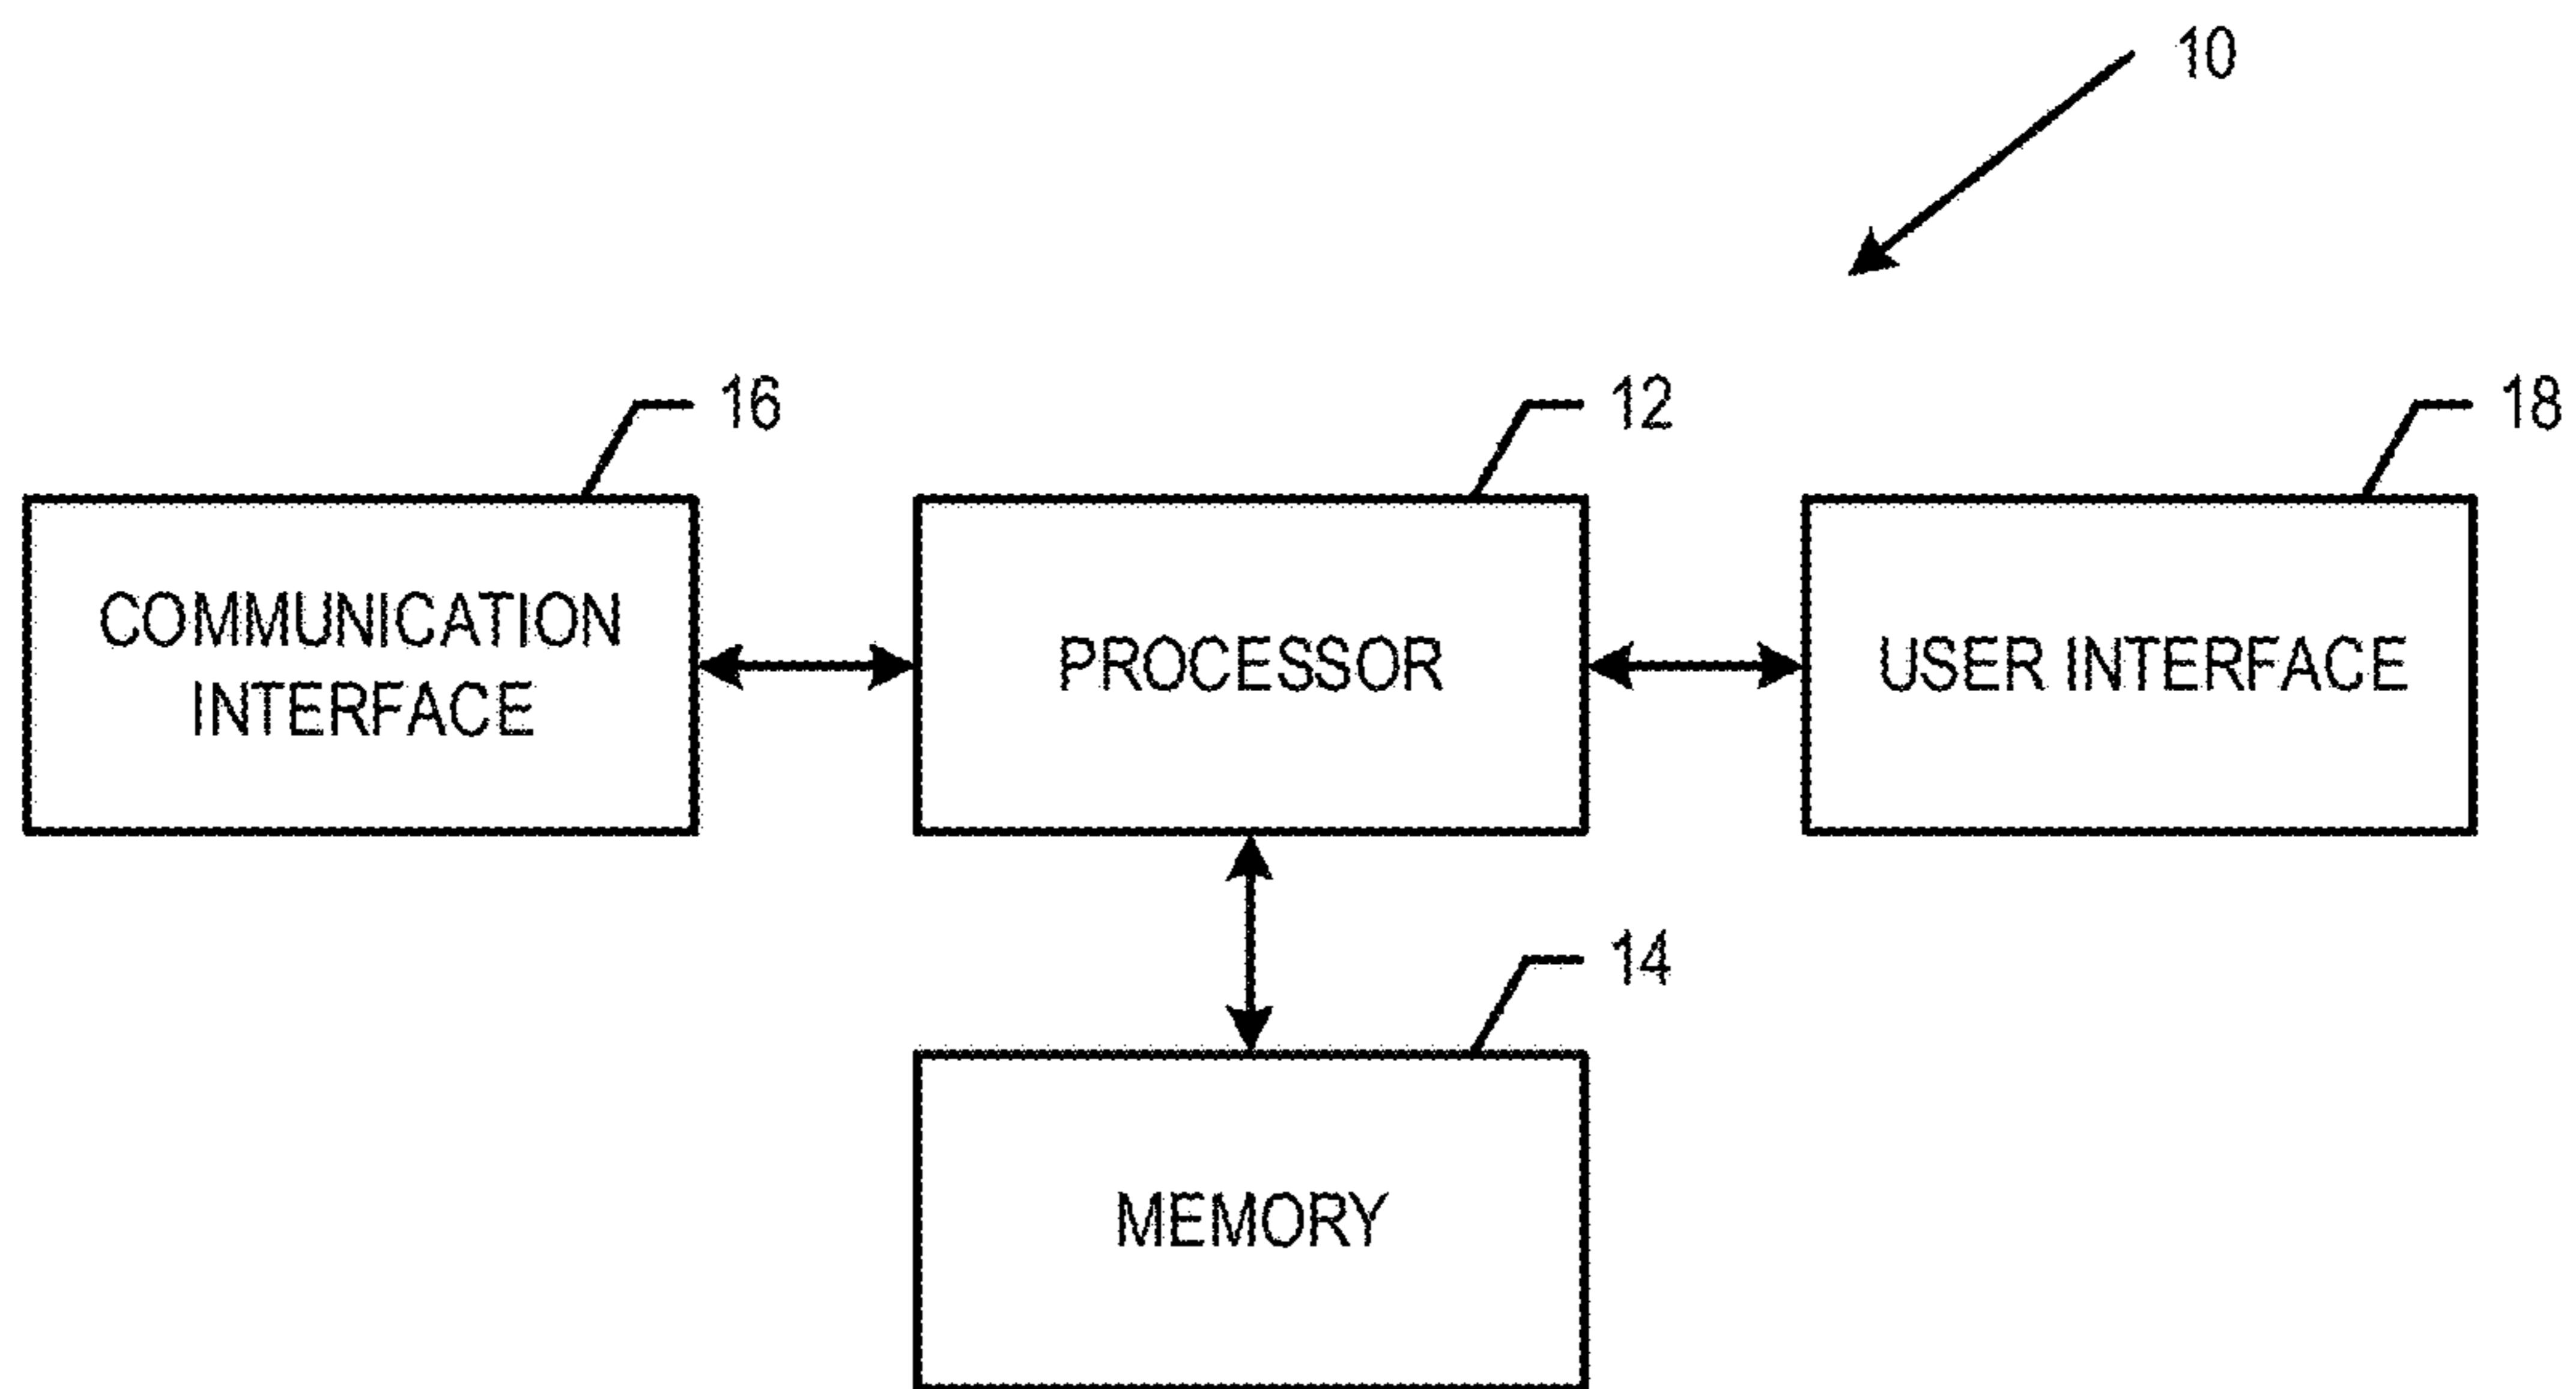 10
16
12
18
COMMUNICATION
INTERFACE
PROCESSOR
USER INTERFACE
14
MEMORY